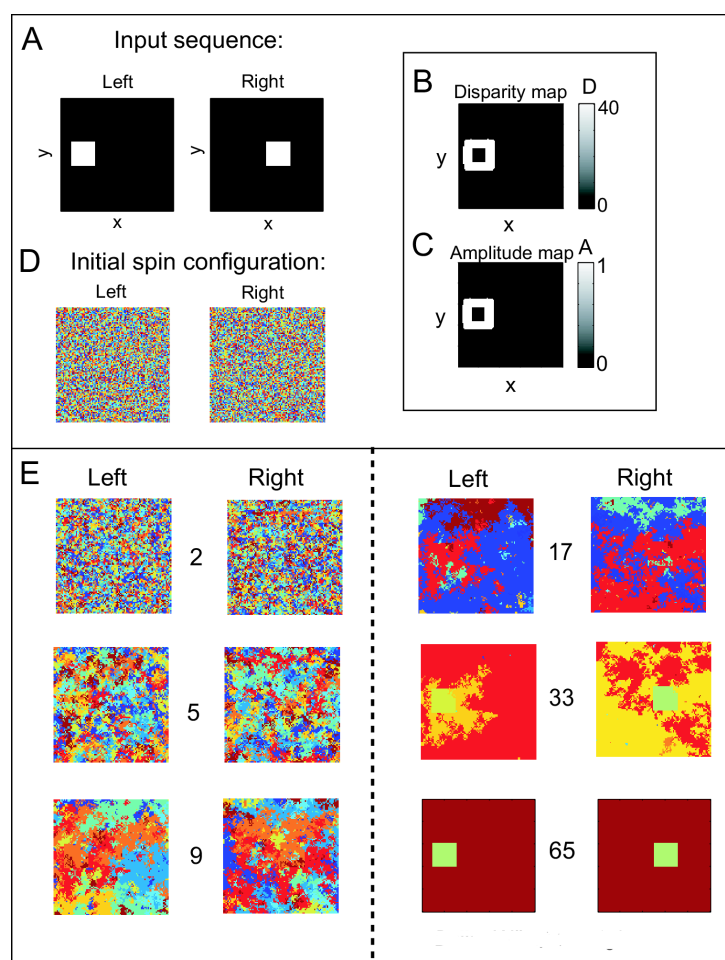 A
Input sequence:
Left
Right
y
x
y
x
B
Disparity map
D
40
0
y
x
C
Amplitude map
A
1
0
y
x
D
Initial spin configuration:
Left
Right
E
Left
Right
2
5
9
Left
Right
17
33
65